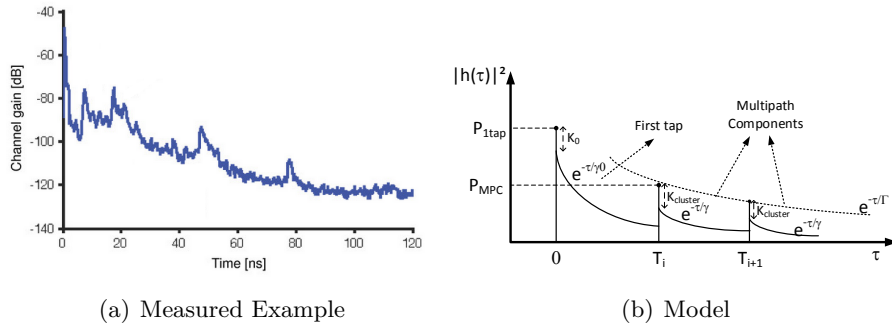 -40
-60
-80
-100
-120
-140
Channel gain [dB]
0 20 40 60 80 100 120
Time [ns]
(a) Measured Example
|h(τ)|²
P1tap
PMPC
K0
e-τ/γ0
First tap
Multipath
Components
Kcluster
e-τ/γ
Kcluster
e-τ/γ
e-τ/Γ
0 Ti Ti+1 τ
(b) Model